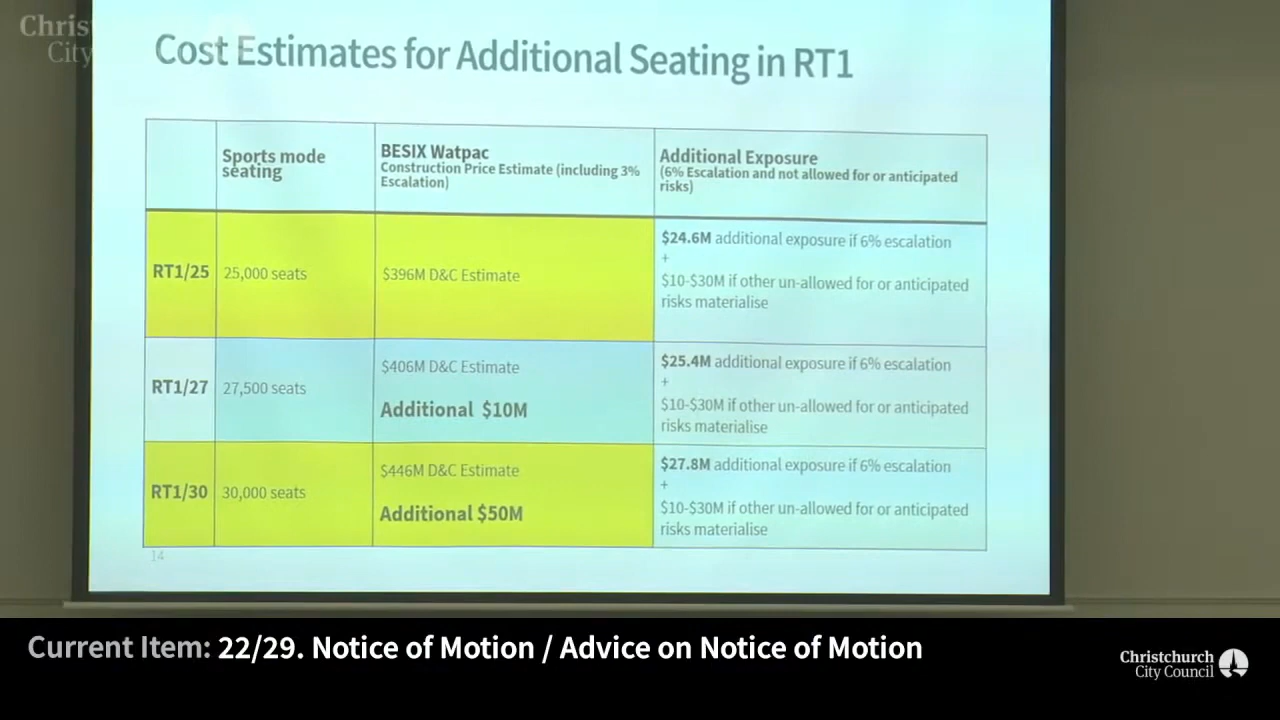 Christ
City
Cost Estimates for Additional Seating in RT1
Sports mode
seating
BESIX Watpac
Construction Price Estimate (including 3%
Escalation)
Additional Exposure
(6% Escalation and not allowed for or anticipated
risks)
RT1/25
25,000 seats
$396M D&C Estimate
$24.6M additional exposure if 6% escalation
+
$10-$30M if other un-allowed for or anticipated
risks materialise
RT1/27
27,500 seats
$406M D&C Estimate
Additional $10M
$25.4M additional exposure if 6% escalation
+
$10-$30M if other un-allowed for or anticipated
risks materialise
RT1/30
30,000 seats
$446M D&C Estimate
Additional $50M
$27.8M additional exposure if 6% escalation
+
$10-$30M if other un-allowed for or anticipated
risks materialise
14
Current Item: 22/29. Notice of Motion / Advice on Notice of Motion
Christchurch
City Council